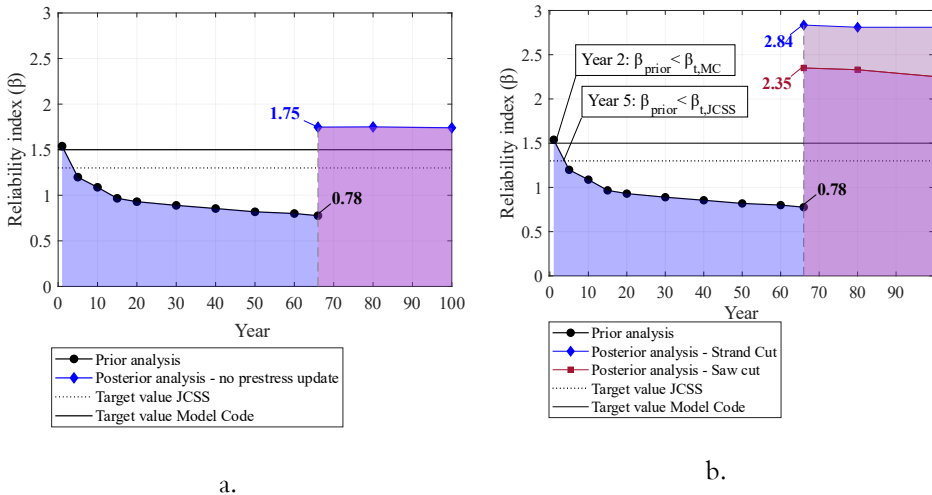 3
2.5
2
1.5
1
0.5
0
Reliability index (β)
1.75
0.78
0 10 20 30 40 50 60 70 80 90 100
Year
Prior analysis
Posterior analysis - no prestress update
Target value JCSS
Target value Model Code
a.
3
2.5
2
1.5
1
0.5
0
Reliability index (β)
Year 2: β_prior < β_t,MC
Year 5: β_prior < β_t,JCSS
2.84
2.35
0.78
0 10 20 30 40 50 60 70 80 90
Year
Prior analysis
Posterior analysis - Strand Cut
Posterior analysis - Saw cut
Target value JCSS
Target value Model Code
b.